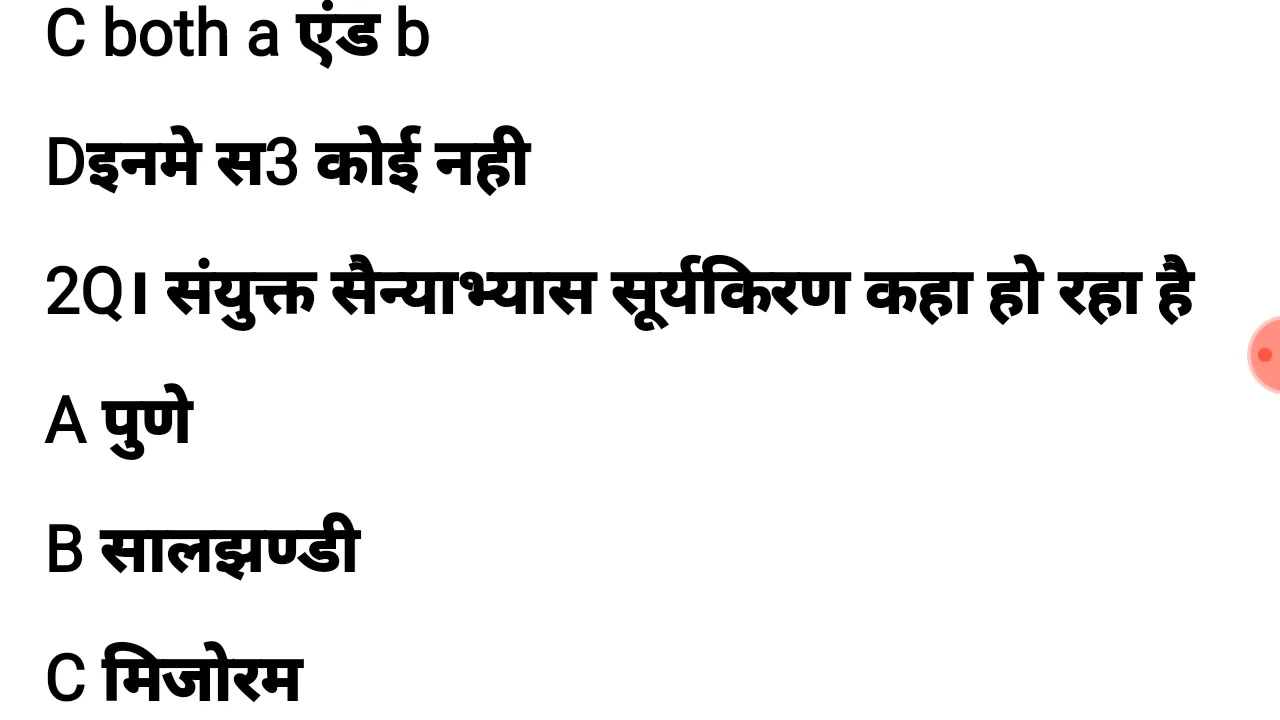 C both a एंड b
Dइनमे स3 कोई नही
2Q। संयुक्त सैन्याभ्यास सूर्यकिरण कहा हो रहा है
A पुणे
B सालझण्डी
C मिजोरम